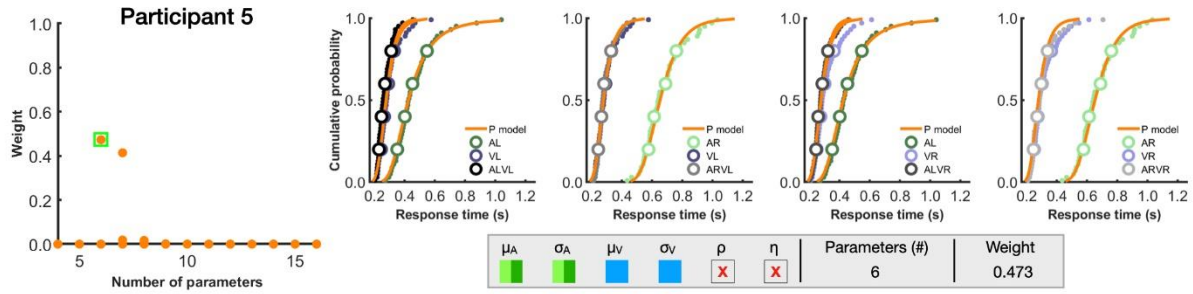 Participant 5
Weight
1.0
0.8
0.6
0.4
0.2
0.0
5 10 15
Number of parameters
Cumulative probability
1.0
0.5
0.0
P model
AL
VL
ALVL
0.2 0.4 0.6 0.8 1.0 1.2
Response time (s)
1.0
0.5
0.0
P model
AR
VL
ARVL
0.2 0.4 0.6 0.8 1.0 1.2
Response time (s)
1.0
0.5
0.0
P model
AL
VR
ALVR
0.2 0.4 0.6 0.8 1.0 1.2
Response time (s)
1.0
0.5
0.0
P model
AR
VR
ARVR
0.2 0.4 0.6 0.8 1.0 1.2
Response time (s)
μA σA μV σV ρ η Parameters (#) Weight
X X 6 0.473